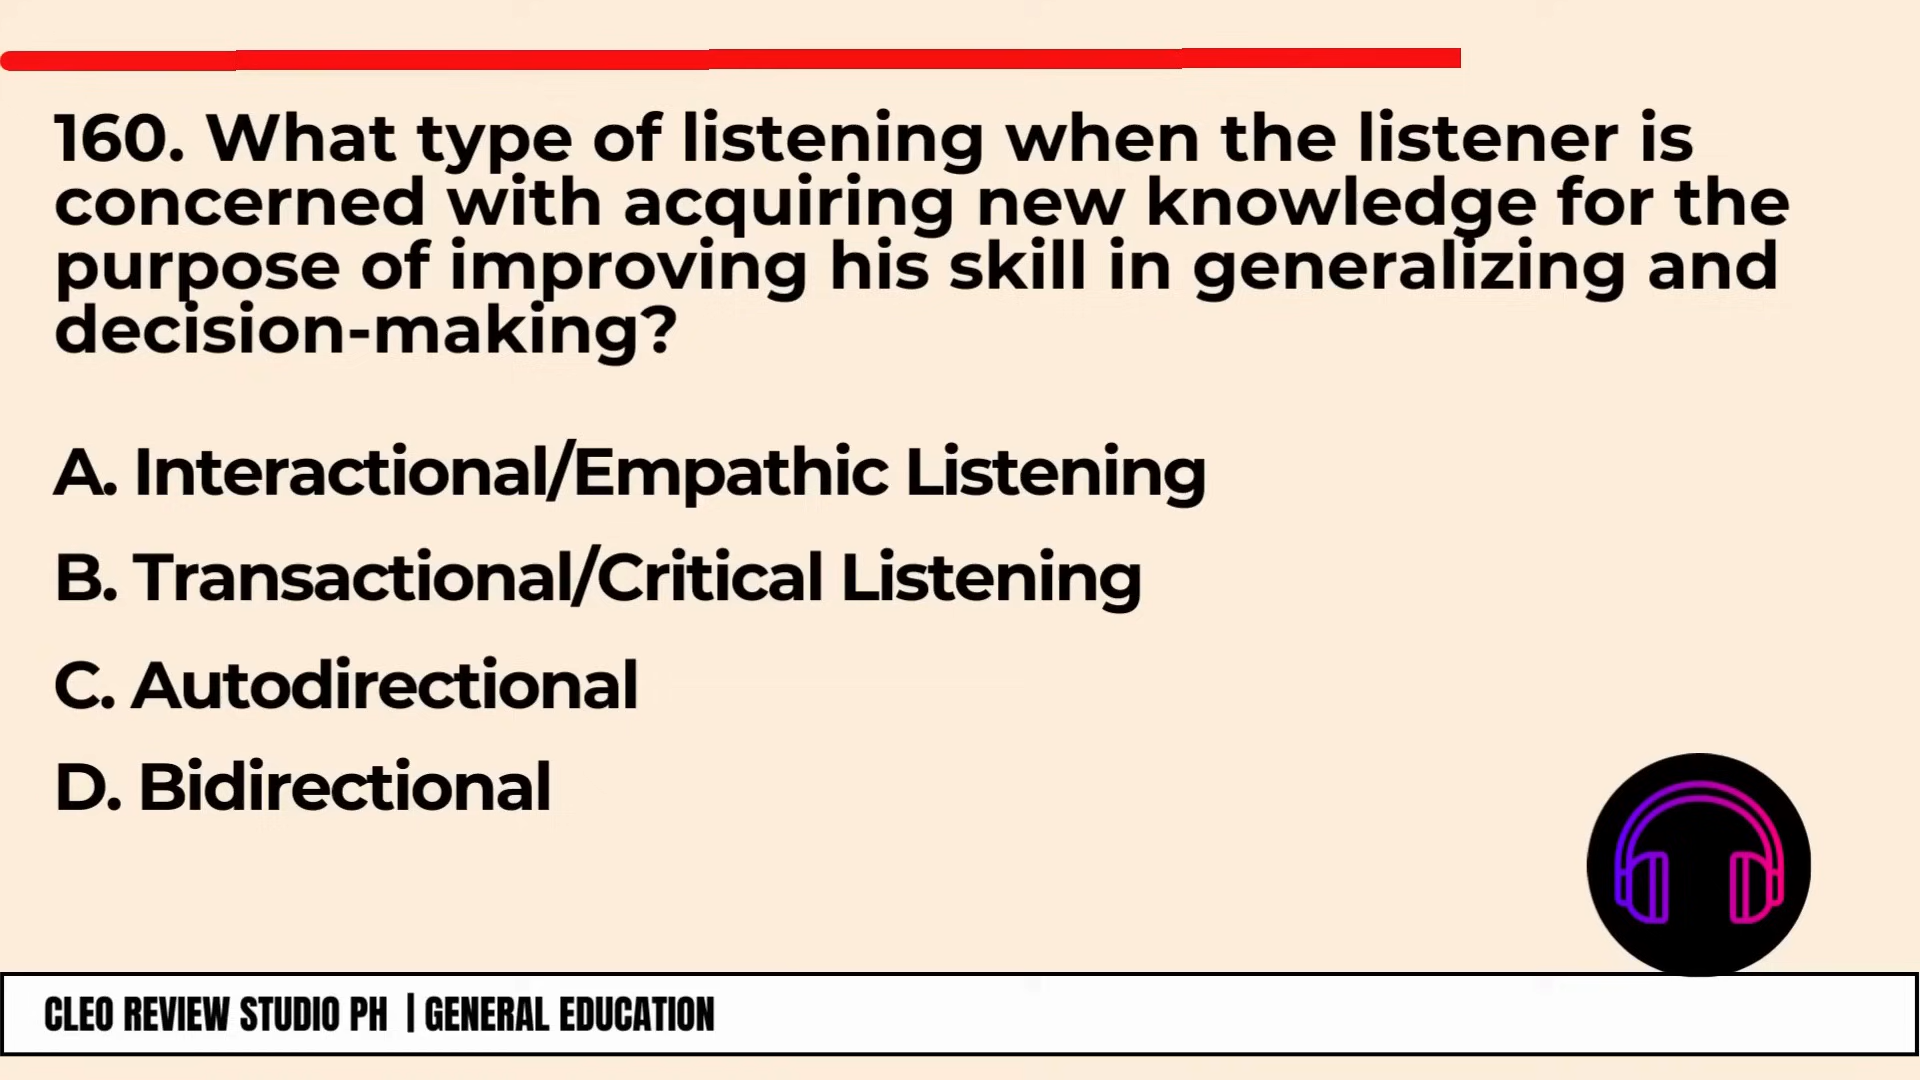 160. What type of listening when the listener is
concerned with acquiring new knowledge for the
purpose of improving his skill in generalizing and
decision-making?
A. Interactional/Empathic Listening
B. Transactional/Critical Listening
C. Autodirectional
D. Bidirectional
CLEO REVIEW STUDIO PH | GENERAL EDUCATION